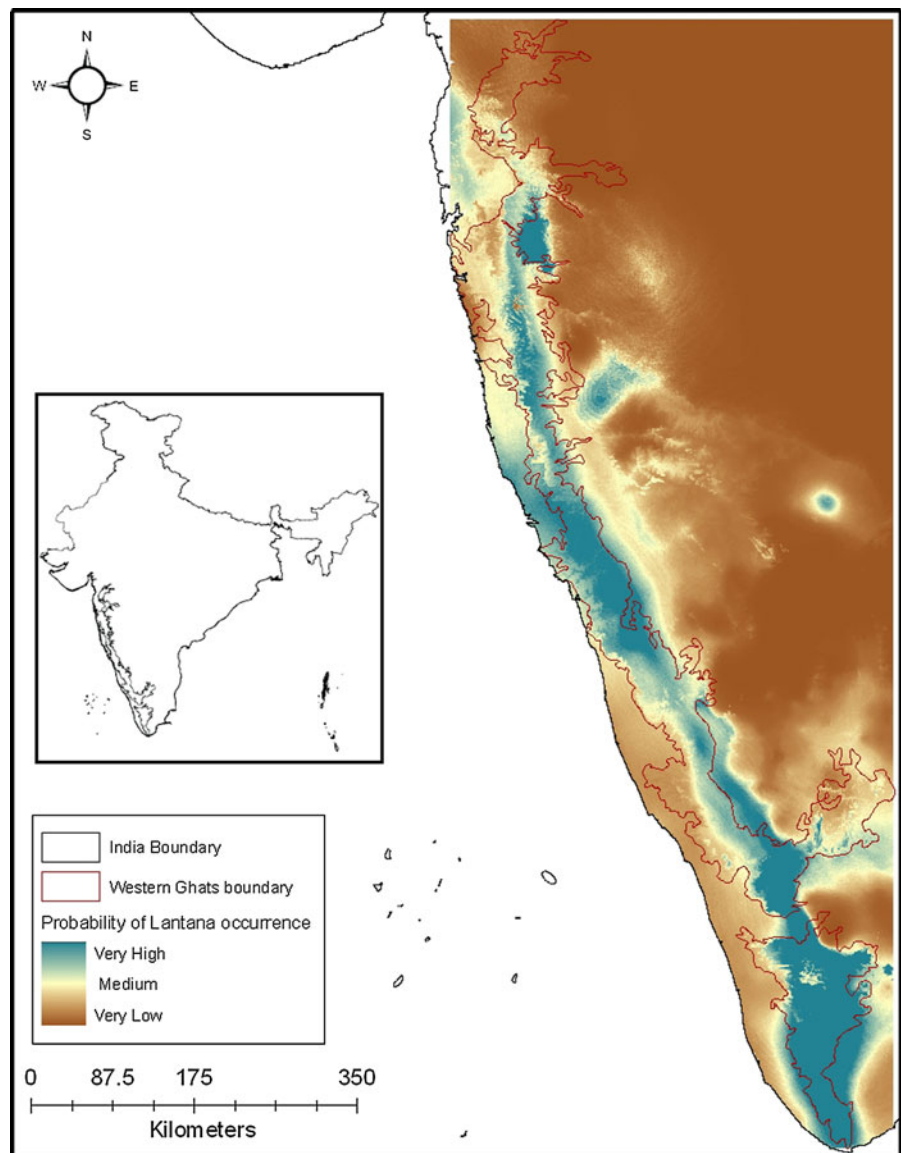 N
W E
S
India Boundary
Western Ghats boundary
Probability of Lantana occurrence
Very High
Medium
Very Low
0 87.5 175 350
Kilometers